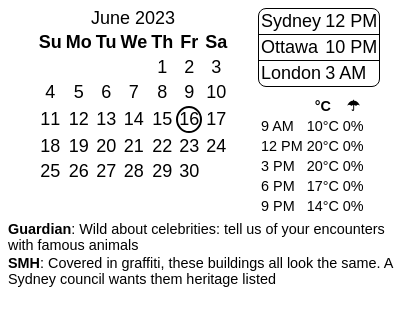 June 2023
Su Mo Tu We Th Fr Sa
1 2 3
4 5 6 7 8 9 10
11 12 13 14 15 16 17
18 19 20 21 22 23 24
25 26 27 28 29 30
Sydney 12 PM
Ottawa 10 PM
London 3 AM
°C ☂
9 AM 10°C 0%
12 PM 20°C 0%
3 PM 20°C 0%
6 PM 17°C 0%
9 PM 14°C 0%
Guardian: Wild about celebrities: tell us of your encounters
with famous animals
SMH: Covered in graffiti, these buildings all look the same. A
Sydney council wants them heritage listed